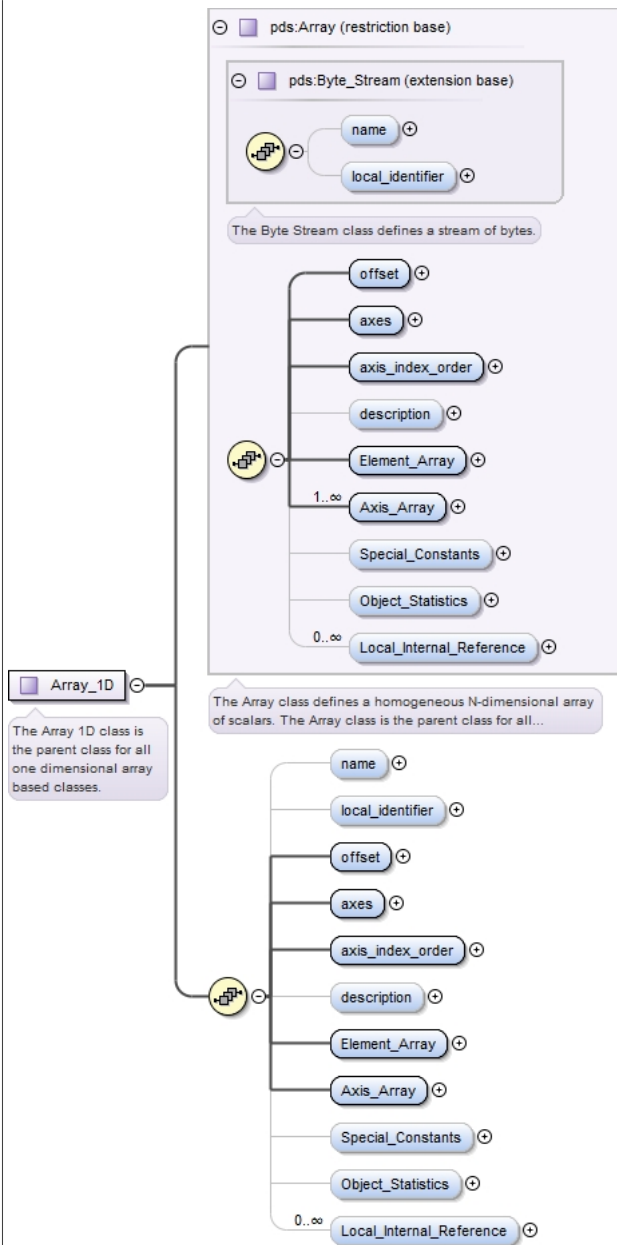 pds:Array (restriction base)
pds:Byte_Stream (extension base)
name
local_identifier
The Byte Stream class defines a stream of bytes.
offset
axes
axis_index_order
description
Element_Array
1..∞
Axis_Array
Special_Constants
Object_Statistics
0..∞
Local_Internal_Reference
Array_1D
The Array 1D class is
the parent class for all
one dimensional array
based classes.
The Array class defines a homogeneous N-dimensional array
of scalars. The Array class is the parent class for all...
name
local_identifier
offset
axes
axis_index_order
description
Element_Array
Axis_Array
Special_Constants
Object_Statistics
0..∞
Local_Internal_Reference